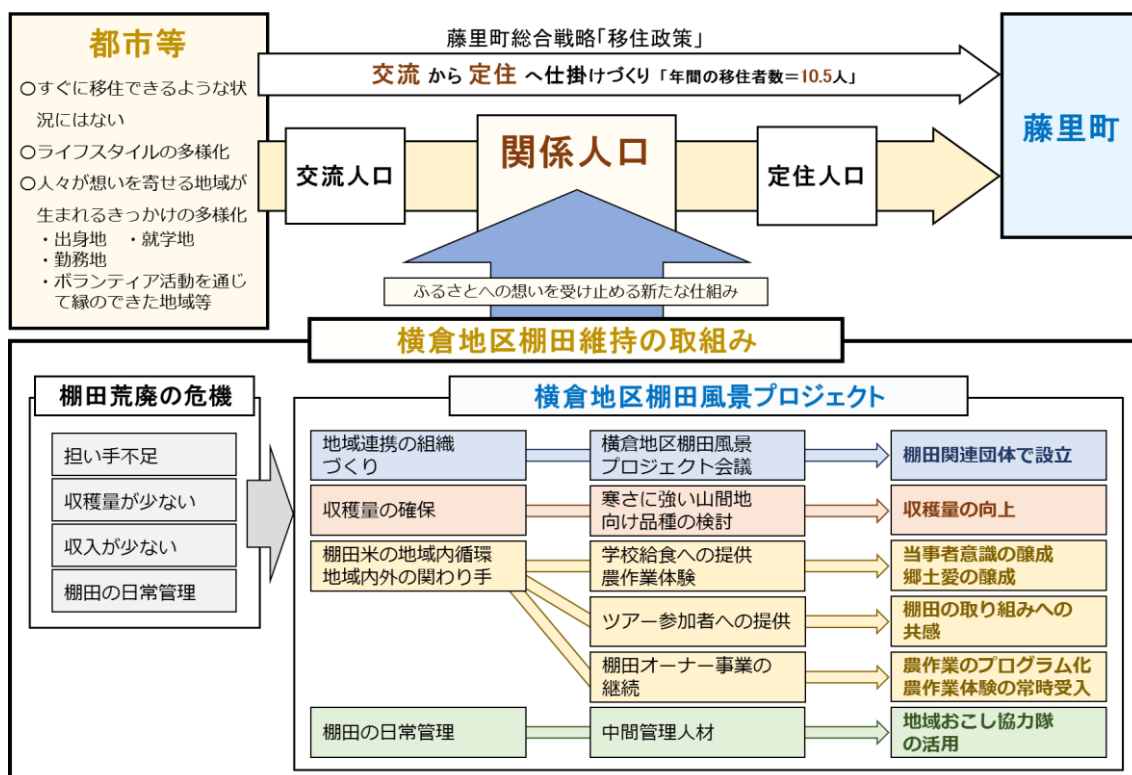 都市等
○すぐに移住できるような状
況にはない
○ライフスタイルの多様化
○人々が想いを寄せる地域が
生まれるきっかけの多様化
・出身地　・就学地
・勤務地
・ボランティア活動を通じ
て縁のできた地域等
藤里町総合戦略「移住政策」
交流 から 定住 へ仕掛けづくり 「年間の移住者数＝10.5人」
藤里町
交流人口
関係人口
定住人口
ふるさとへの想いを受け止める新たな仕組み
横倉地区棚田維持の取組み
棚田荒廃の危機
担い手不足
収穫量が少ない
収入が少ない
棚田の日常管理
横倉地区棚田風景プロジェクト
地域連携の組織
づくり
横倉地区棚田風景
プロジェクト会議
棚田関連団体で設立
収穫量の確保
寒さに強い山間地
向け品種の検討
収穫量の向上
棚田米の地域内循環
地域内外の関わり手
学校給食への提供
農作業体験
当事者意識の醸成
郷土愛の醸成
ツアー参加者への提供
棚田の取り組みへの
共感
棚田オーナー事業の
継続
農作業のプログラム化
農作業体験の常時受入
棚田の日常管理
中間管理人材
地域おこし協力隊
の活用